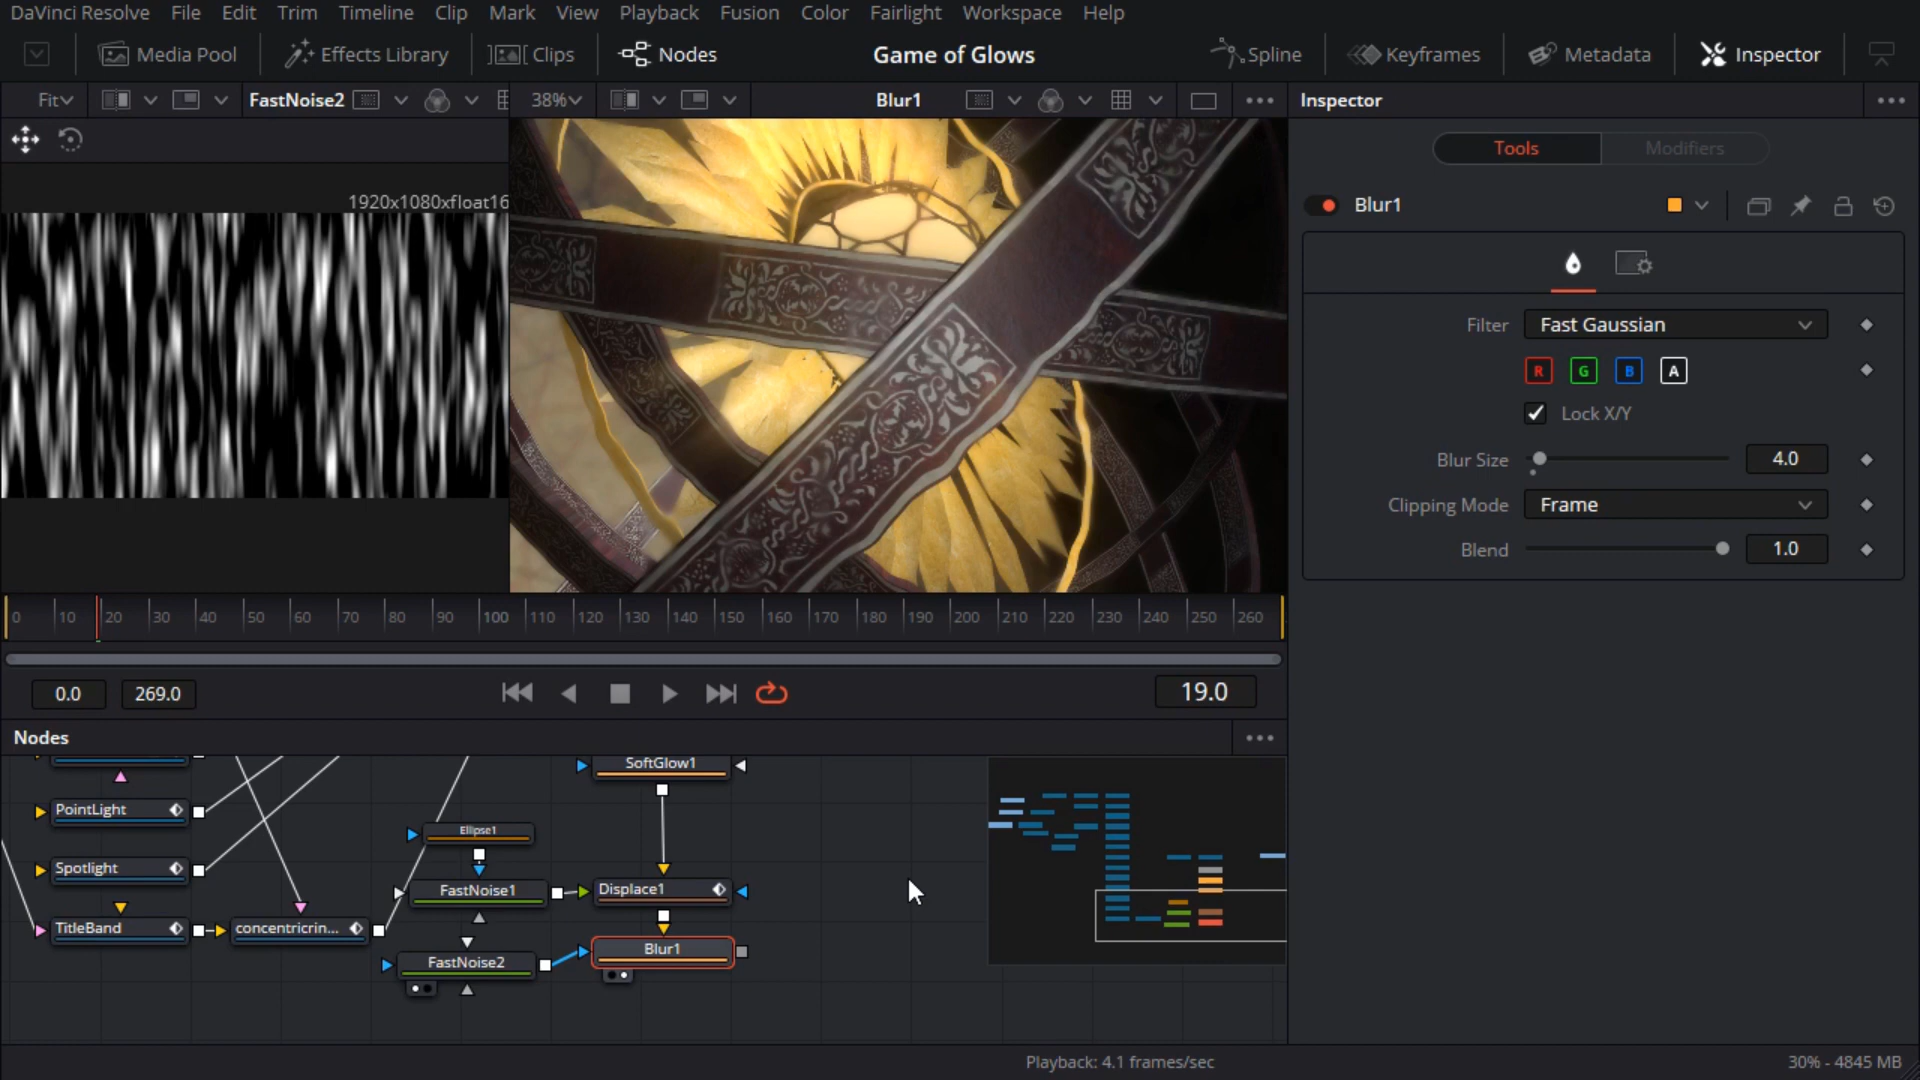 DaVinci Resolve File Edit Trim Timeline Clip Mark View Playback Fusion Color Fairlight Workspace Help
Media Pool Effects Library Clips Nodes Game of Glows Spline Keyframes Metadata Inspector
Fit FastNoise2 38% Blur1 Inspector
Tools Modifiers
1920x1080xfloat16
Blur1
Filter Fast Gaussian
R G B A
Lock X/Y
Blur Size 4.0
Clipping Mode Frame
Blend 1.0
0 10 20 30 40 50 60 70 80 90 100 110 120 130 140 150 160 170 180 190 200 210 220 230 240 250 260
0.0 269.0 19.0
Nodes
SoftGlow1
PointLight
Ellipse1
Spotlight
FastNoise1 Displace1
TitleBand concentricrin...
Blur1
FastNoise2
Playback: 4.1 frames/sec 30% - 4845 MB